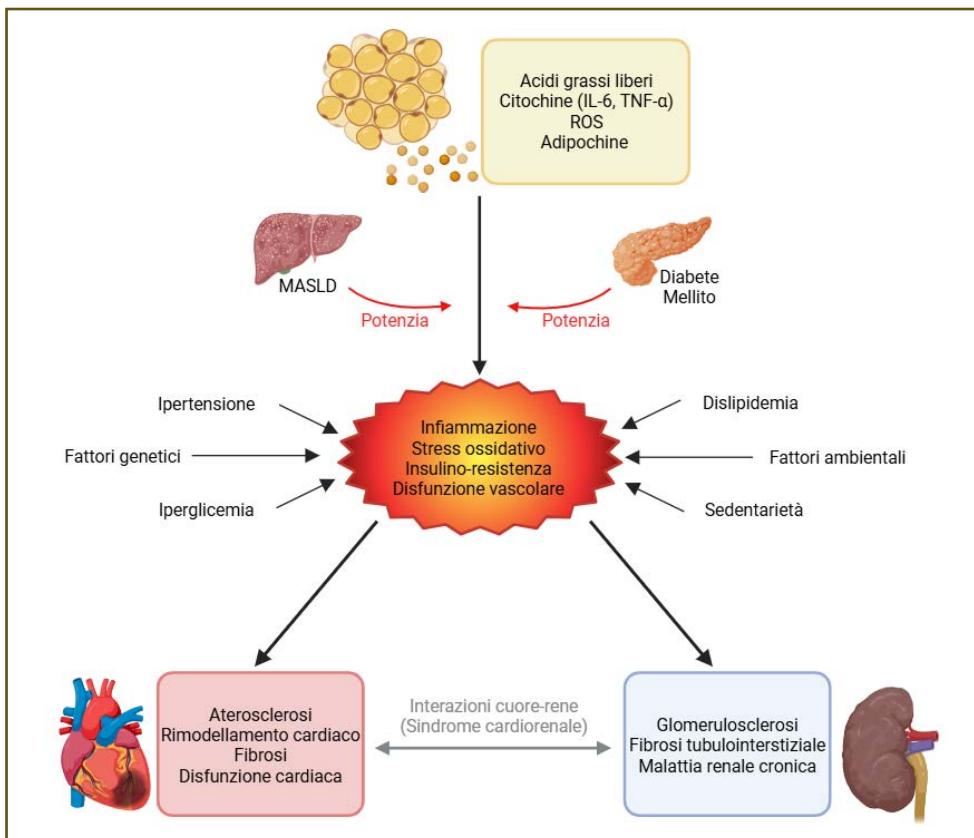 Acidi grassi liberi
Citochine (IL-6, TNF-α)
ROS
Adipochine
MASLD
Diabete
Mellito
Potenzia
Potenzia
Ipertensione
Fattori genetici
Iperglicemia
Infiammazione
Stress ossidativo
Insulino-resistenza
Disfunzione vascolare
Dislipidemia
Fattori ambientali
Sedentarietà
Aterosclerosi
Rimodellamento cardiaco
Fibrosi
Disfunzione cardiaca
Interazioni cuore-rene
(Sindrome cardiorenale)
Glomerulosclerosi
Fibrosi tubulointerstiziale
Malattia renale cronica